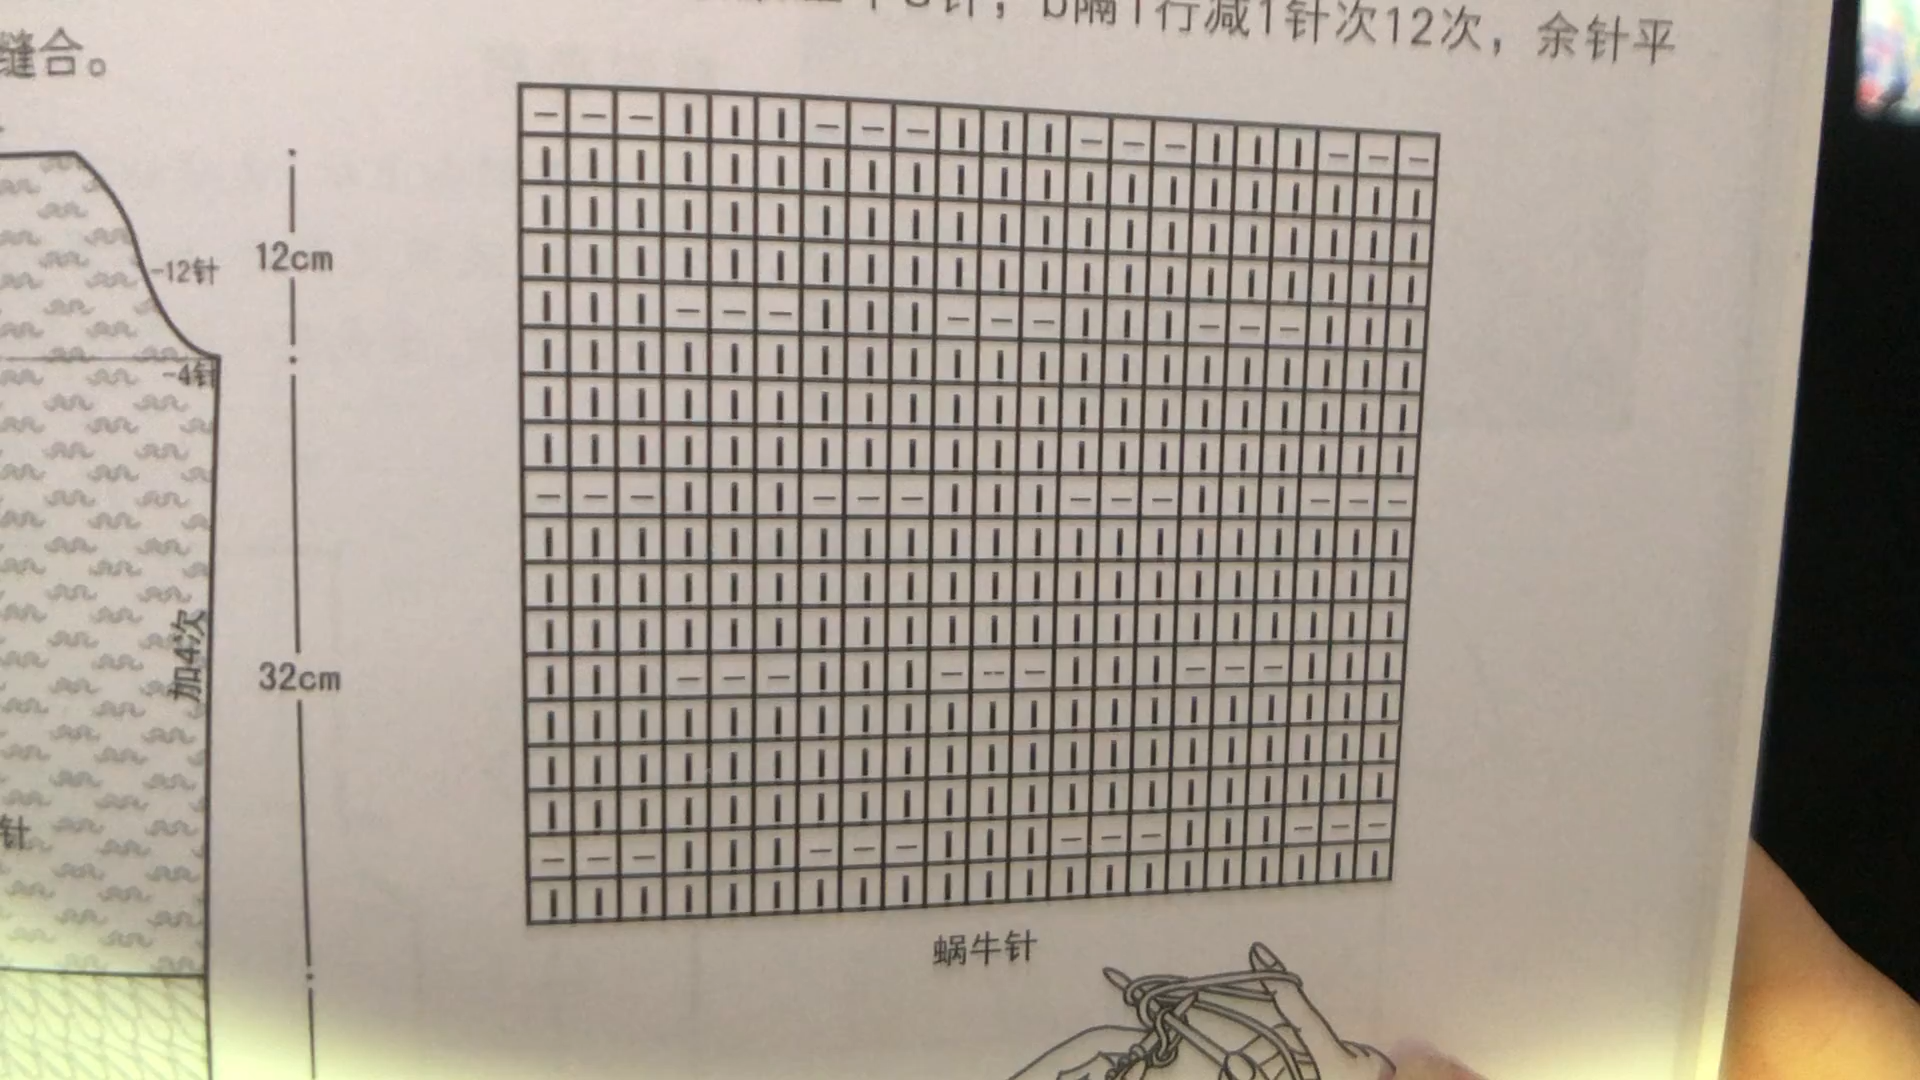 b隔1行减1针次12次，余针平
缝合。
-12针
12cm
-4针
加4次
32cm
针
蜗牛针